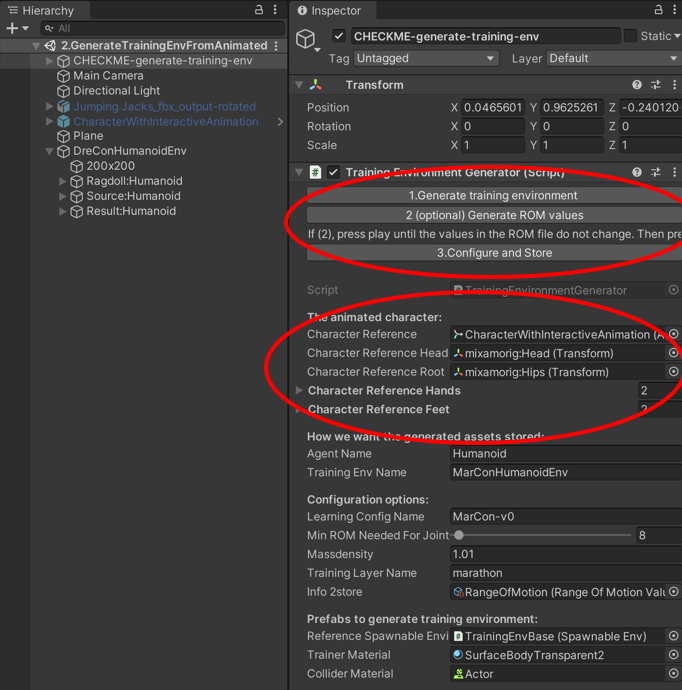 Hierarchy
All
2.GenerateTrainingEnvFromAnimated
CHECKME-generate-training-env
Main Camera
Directional Light
Jumping Jacks_fbx_output-rotated
CharacterWithInteractiveAnimation
Plane
DreConHumanoidEnv
200x200
Ragdoll:Humanoid
Source:Humanoid
Result:Humanoid
Inspector
CHECKME-generate-training-env Static
Tag Untagged Layer Default
Transform
Position X 0.0465601 Y 0.9625261 Z -0.240120
Rotation X 0 Y 0 Z 0
Scale X 1 Y 1 Z 1
Training Environment Generator (Script)
1.Generate training environment
2 (optional) Generate ROM values
If (2), press play until the values in the ROM file do not change. Then pre
3.Configure and Store
Script TrainingEnvironmentGenerator
The animated character:
Character Reference CharacterWithInteractiveAnimation (A
Character Reference Head mixamorig:Head (Transform)
Character Reference Root mixamorig:Hips (Transform)
Character Reference Hands 2
Character Reference Feet 2
How we want the generated assets stored:
Agent Name Humanoid
Training Env Name MarConHumanoidEnv
Configuration options:
Learning Config Name MarCon-v0
Min ROM Needed For Joint 8
Massdensity 1.01
Training Layer Name marathon
Info 2store RangeOfMotion (Range Of Motion Valu
Prefabs to generate training environment:
Reference Spawnable Envi TrainingEnvBase (Spawnable Env)
Trainer Material SurfaceBodyTransparent2
Collider Material Actor